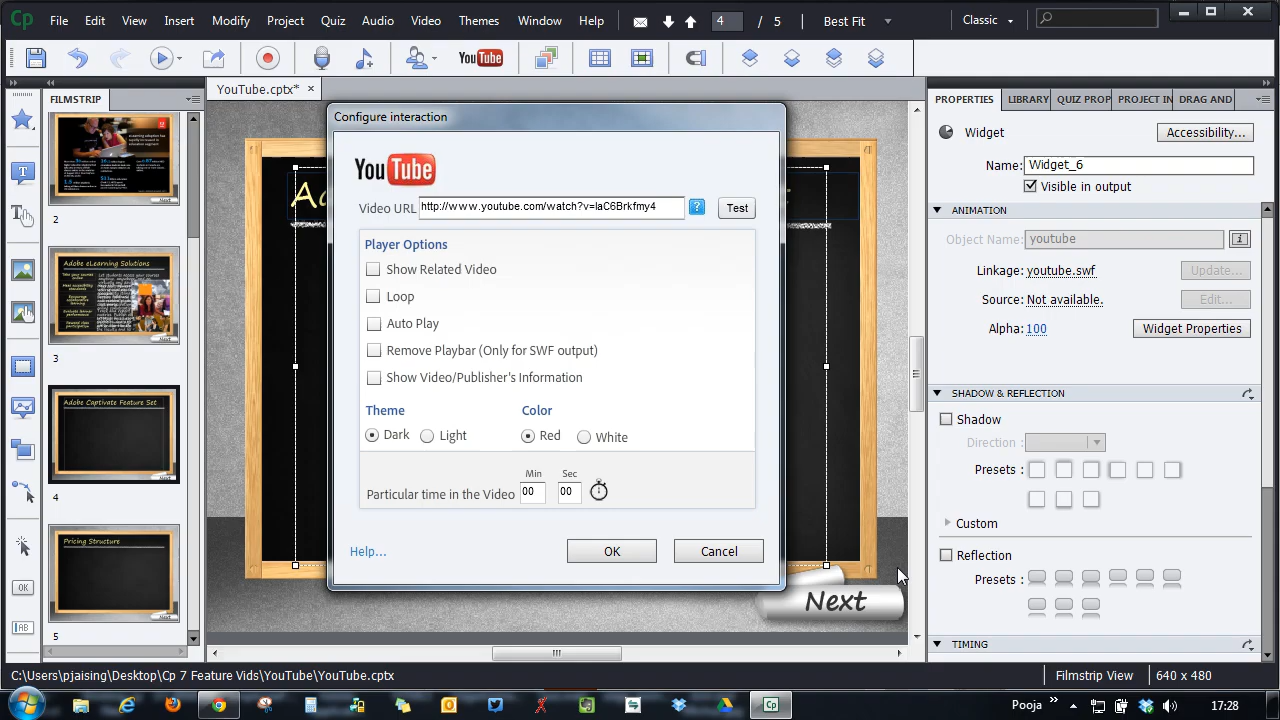 Cp File Edit View Insert Modify Project Quiz Audio Video Themes Window Help 4 / 5 Best Fit Classic
YouTube
FILMSTRIP
YouTube.cptx* ×
PROPERTIES LIBRARY QUIZ PROP PROJECT IN DRAG AND
2
Adobe eLearning Solutions
3
Adobe Captivate Feature Set
Next
4
Pricing Structure
Next
5
Configure interaction
YouTube
Video URL http://www.youtube.com/watch?v=IaC6Brkfmy4 ? Test
Player Options
Show Related Video
Loop
Auto Play
Remove Playbar (Only for SWF output)
Show Video/Publisher's Information
Theme Color
Dark Light Red White
Min Sec
Particular time in the Video 00 00
Help... OK Cancel
Next
Widget: Accessibility...
Name: Widget_6
Visible in output
ANIMATION
Object Name: youtube i
Linkage: youtube.swf Update...
Source: Not available. Edit...
Alpha: 100 Widget Properties
SHADOW & REFLECTION
Shadow
Direction :
Presets :
Custom
Reflection
Presets :
TIMING
C:\Users\pjaising\Desktop\Cp 7 Feature Vids\YouTube\YouTube.cptx Filmstrip View 640 x 480
Pooja » 17:28